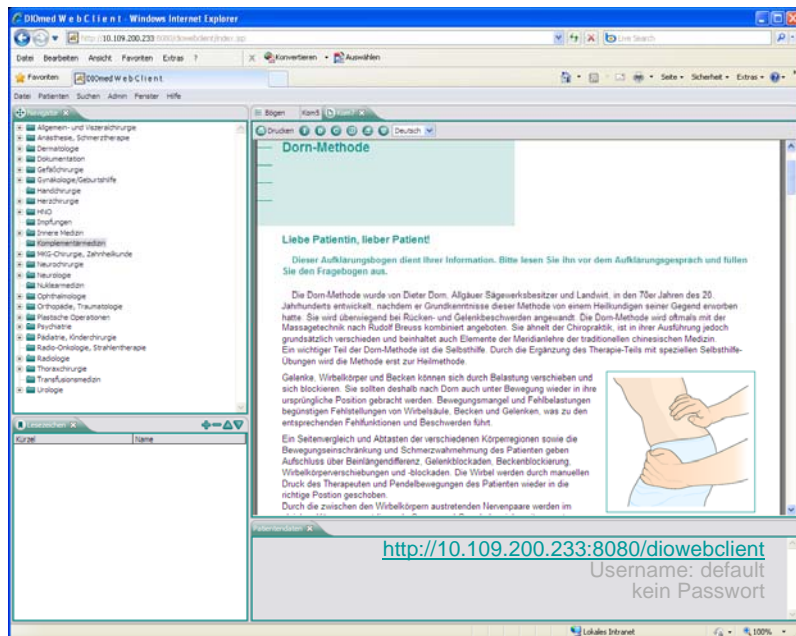 DIOmed W e b C l i e n t - Windows Internet Explorer
http://10.109.200.233:8080/diowebclient/index.jsp
Live Search
Datei Bearbeiten Ansicht Favoriten Extras ?
X Konvertieren Auswählen
Favoriten DIOmed W e b C l i e n t
Seite Sicherheit Extras
Datei Patienten Suchen Admin Fenster Hilfe
Navigator
Bögen Kom5 Kom7
Drucken Deutsch
Allgemein- und Viszeralchirurgie
Anästhesie, Schmerztherapie
Dermatologie
Dokumentation
Gefäßchirurgie
Gynäkologie/Geburtshilfe
Handchirurgie
Herzchirurgie
HNO
Impfungen
Innere Medizin
Komplementärmedizin
MKG-Chirurgie, Zahnheilkunde
Neurochirurgie
Neurologie
Nuklearmedizin
Ophthalmologie
Orthopädie, Traumatologie
Plastische Operationen
Psychiatrie
Pädiatrie, Kinderchirurgie
Radio-Onkologie, Strahlentherapie
Radiologie
Thoraxchirurgie
Transfusionsmedizin
Urologie
Lesezeichen
Kürzel Name
Dorn-Methode
Liebe Patientin, lieber Patient!
Dieser Aufklärungsbogen dient Ihrer Information. Bitte lesen Sie ihn vor dem Aufklärungsgespräch und füllen
Sie den Fragebogen aus.
Die Dorn-Methode wurde von Dieter Dorn, Allgäuer Sägewerksbesitzer und Landwirt, in den 70er Jahren des 20.
Jahrhunderts entwickelt, nachdem er Grundkenntnisse dieser Methode von einem Heilkundigen seiner Gegend erworben
hatte. Sie wird überwiegend bei Rücken- und Gelenkbeschwerden angewandt. Die Dorn-Methode wird oftmals mit der
Massagetechnik nach Rudolf Breuss kombiniert angeboten. Sie ähnelt der Chiropraktik, ist in ihrer Ausführung jedoch
grundsätzlich verschieden und beinhaltet auch Elemente der Meridianlehre der traditionellen chinesischen Medizin.
Ein wichtiger Teil der Dorn-Methode ist die Selbsthilfe. Durch die Ergänzung des Therapie-Teils mit speziellen Selbsthilfe-
Übungen wird die Methode erst zur Heilmethode.
Gelenke, Wirbelkörper und Becken können sich durch Belastung verschieben und
sich blockieren. Sie sollten deshalb nach Dorn auch unter Bewegung wieder in ihre
ursprüngliche Position gebracht werden. Bewegungsmangel und Fehlbelastungen
begünstigen Fehlstellungen von Wirbelsäule, Becken und Gelenken, was zu den
entsprechenden Fehlfunktionen und Beschwerden führt.
Ein Seitenvergleich und Abtasten der verschiedenen Körperregionen sowie die
Bewegungseinschränkung und Schmerzwahrnehmung des Patienten geben
Aufschluss über Beinlängendifferenz, Gelenkblockaden, Beckenblockierung,
Wirbelkörperverschiebungen und -blockaden. Die Wirbel werden durch manuellen
Druck des Therapeuten und Pendelbewegungen des Patienten wieder in die
richtige Position geschoben.
Durch die zwischen den Wirbelkörpern austretenden Nervenpaare werden im
Patientendaten
http://10.109.200.233:8080/diowebclient
Username: default
kein Passwort
Lokales Intranet 100%